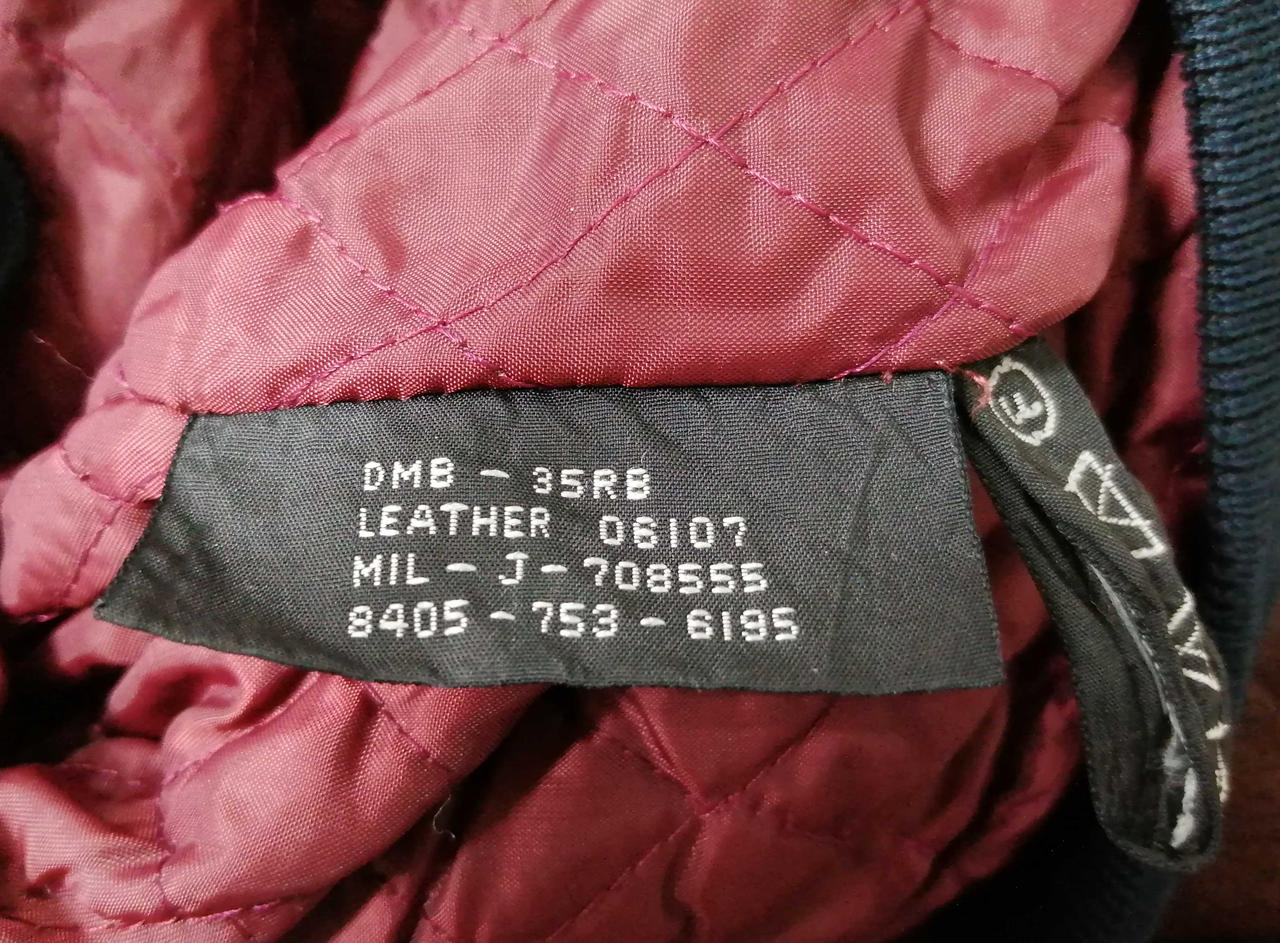 DMB - 35RB
LEATHER 06107
MIL - J - 708555
8405 - 753 - 6195